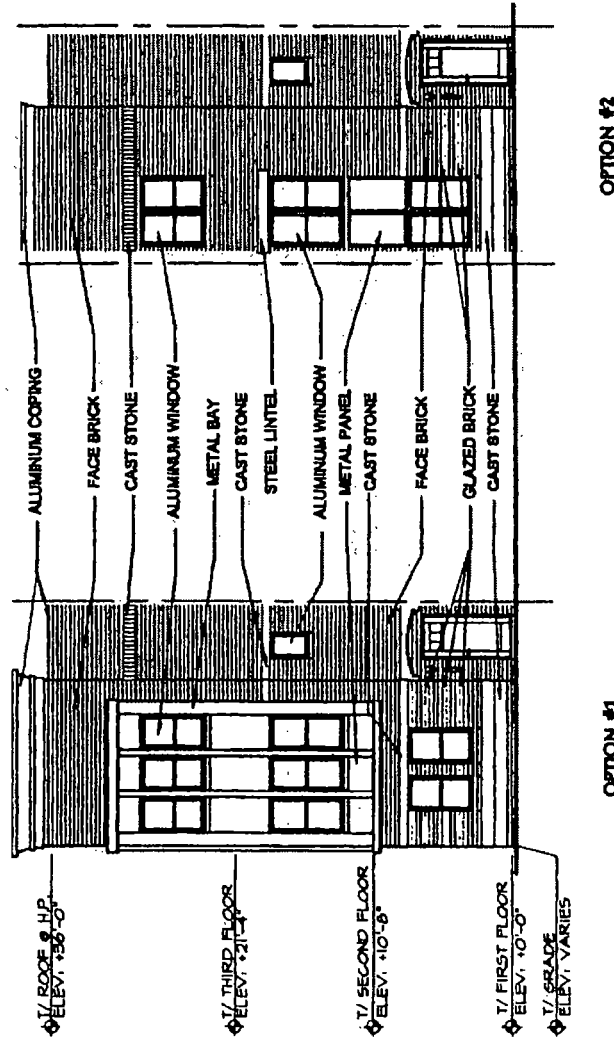 ALUMINUM COPING
FACE BRICK
CAST STONE
ALUMINUM WINDOW
METAL BAY
CAST STONE
STEEL LINTEL
ALUMINUM WINDOW
METAL PANEL
CAST STONE
FACE BRICK
GLAZED BRICK
CAST STONE
T/ ROOF @ H.P.
ELEV. +36'-0"
T/ THIRD FLOOR
ELEV. +21'-4"
T/ SECOND FLOOR
ELEV. +10'-8"
T/ FIRST FLOOR
ELEV. +0'-0"
T/ GRADE
ELEV. VARIES
OPTION #1
OPTION #2